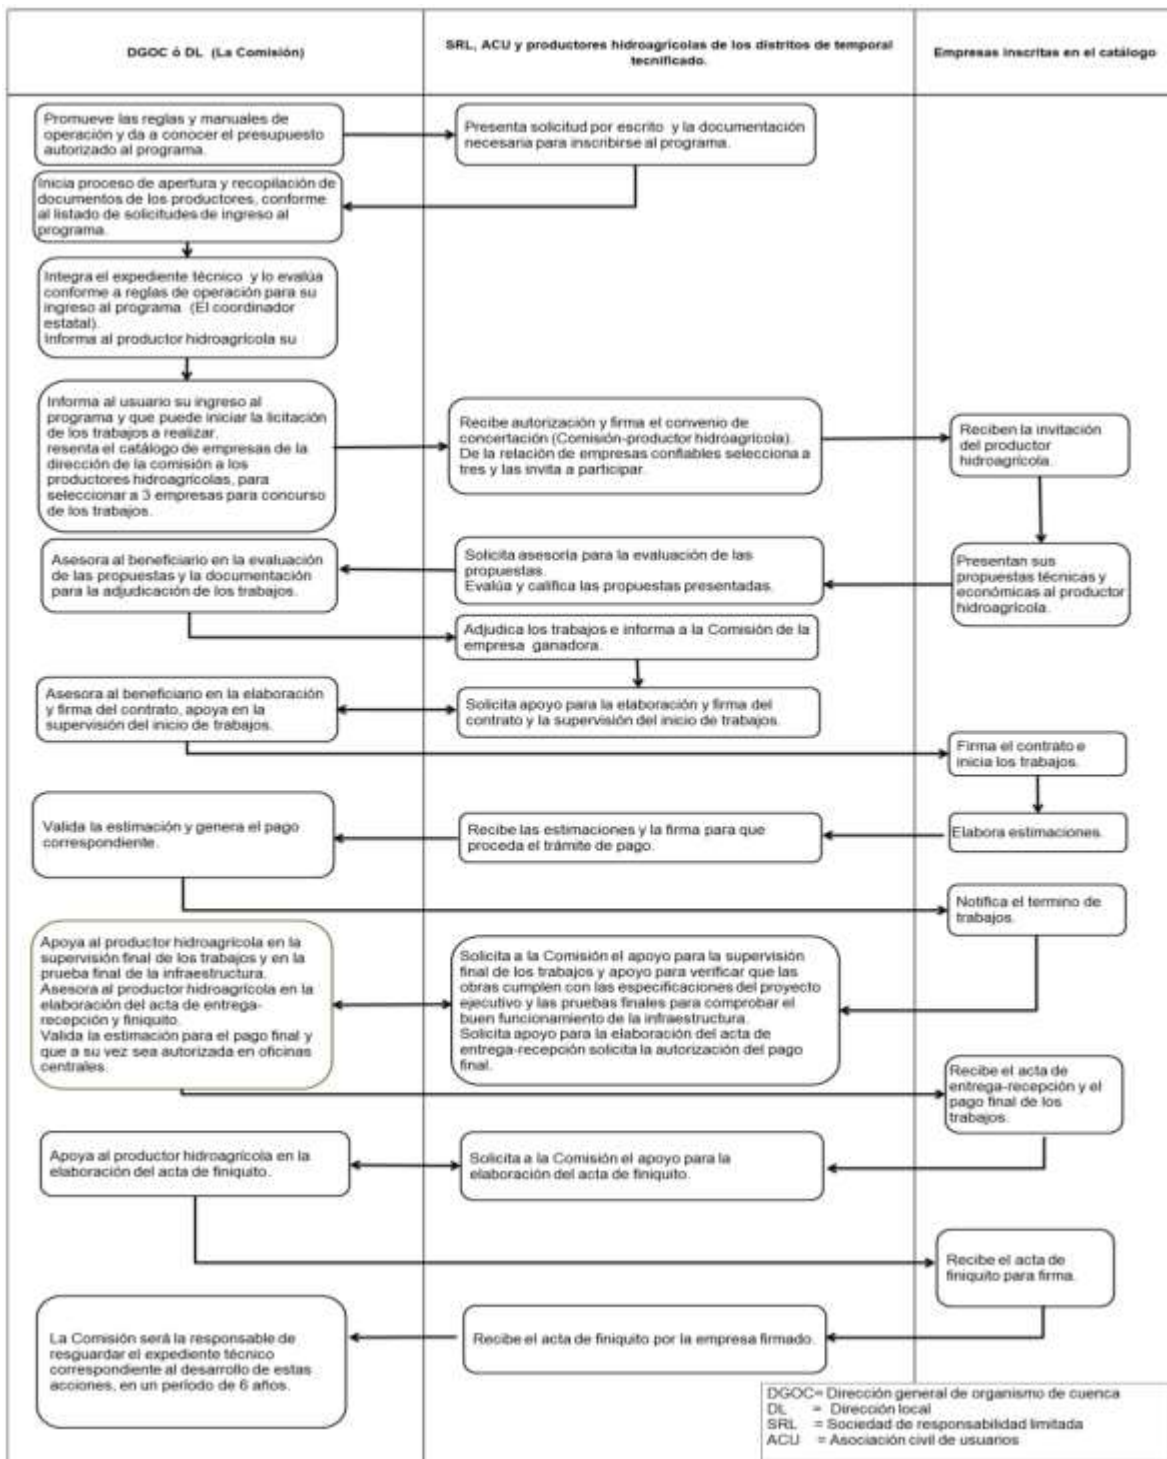 DGOC ó DL (La Comisión)
SRL, ACU y productores hidroagrícolas de los distritos de temporal
tecnificado.
Empresas inscritas en el catálogo
Promueve las reglas y manuales de
operación y da a conocer el presupuesto
autorizado al programa.
Presenta solicitud por escrito y la documentación
necesaria para inscribirse al programa.
Inicia proceso de apertura y recopilación de
documentos de los productores, conforme
al listado de solicitudes de ingreso al
programa.
Integra el expediente técnico y lo evalúa
conforme a reglas de operación para su
ingreso al programa (El coordinador
estatal).
Informa al productor hidroagrícola su
Informa al usuario su ingreso al
programa y que puede iniciar la licitación
de los trabajos a realizar.
resenta el catálogo de empresas de la
dirección de la comisión a los
productores hidroagrícolas, para
seleccionar a 3 empresas para concurso
de los trabajos.
Recibe autorización y firma el convenio de
concertación (Comisión-productor hidroagrícola).
De la relación de empresas confiables selecciona a
tres y las invita a participar.
Reciben la invitación
del productor
hidroagrícola.
Asesora al beneficiario en la evaluación
de las propuestas y la documentación
para la adjudicación de los trabajos.
Solicita asesoría para la evaluación de las
propuestas.
Evalúa y califica las propuestas presentadas.
Presentan sus
propuestas técnicas y
económicas al productor
hidroagrícola.
Adjudica los trabajos e informa a la Comisión de la
empresa ganadora.
Asesora al beneficiario en la elaboración
y firma del contrato, apoya en la
supervisión del inicio de trabajos.
Solicita apoyo para la elaboración y firma del
contrato y la supervisión del inicio de trabajos.
Firma el contrato e
inicia los trabajos.
Valida la estimación y genera el pago
correspondiente.
Recibe las estimaciones y la firma para que
proceda el trámite de pago.
Elabora estimaciones.
Notifica el termino de
trabajos.
Apoya al productor hidroagrícola en la
supervisión final de los trabajos y en la
prueba final de la infraestructura.
Asesora al productor hidroagrícola en la
elaboración del acta de entrega-
recepción y finiquito.
Valida la estimación para el pago final y
que a su vez sea autorizada en oficinas
centrales.
Solicita a la Comisión el apoyo para la supervisión
final de los trabajos y apoyo para verificar que las
obras cumplen con las especificaciones del proyecto
ejecutivo y las pruebas finales para comprobar el
buen funcionamiento de la infraestructura.
Solicita apoyo para la elaboración del acta de
entrega-recepción solicita la autorización del pago
final.
Recibe el acta de
entrega-recepción y el
pago final de los
trabajos.
Apoya al productor hidroagrícola en la
elaboración del acta de finiquito.
Solicita a la Comisión el apoyo para la
elaboración del acta de finiquito.
Recibe el acta de
finiquito para firma.
La Comisión será la responsable de
resguardar el expediente técnico
correspondiente al desarrollo de estas
acciones, en un período de 6 años.
Recibe el acta de finiquito por la empresa firmado.
DGOC= Dirección general de organismo de cuenca
DL = Dirección local
SRL = Sociedad de responsabilidad limitada
ACU = Asociación civil de usuarios